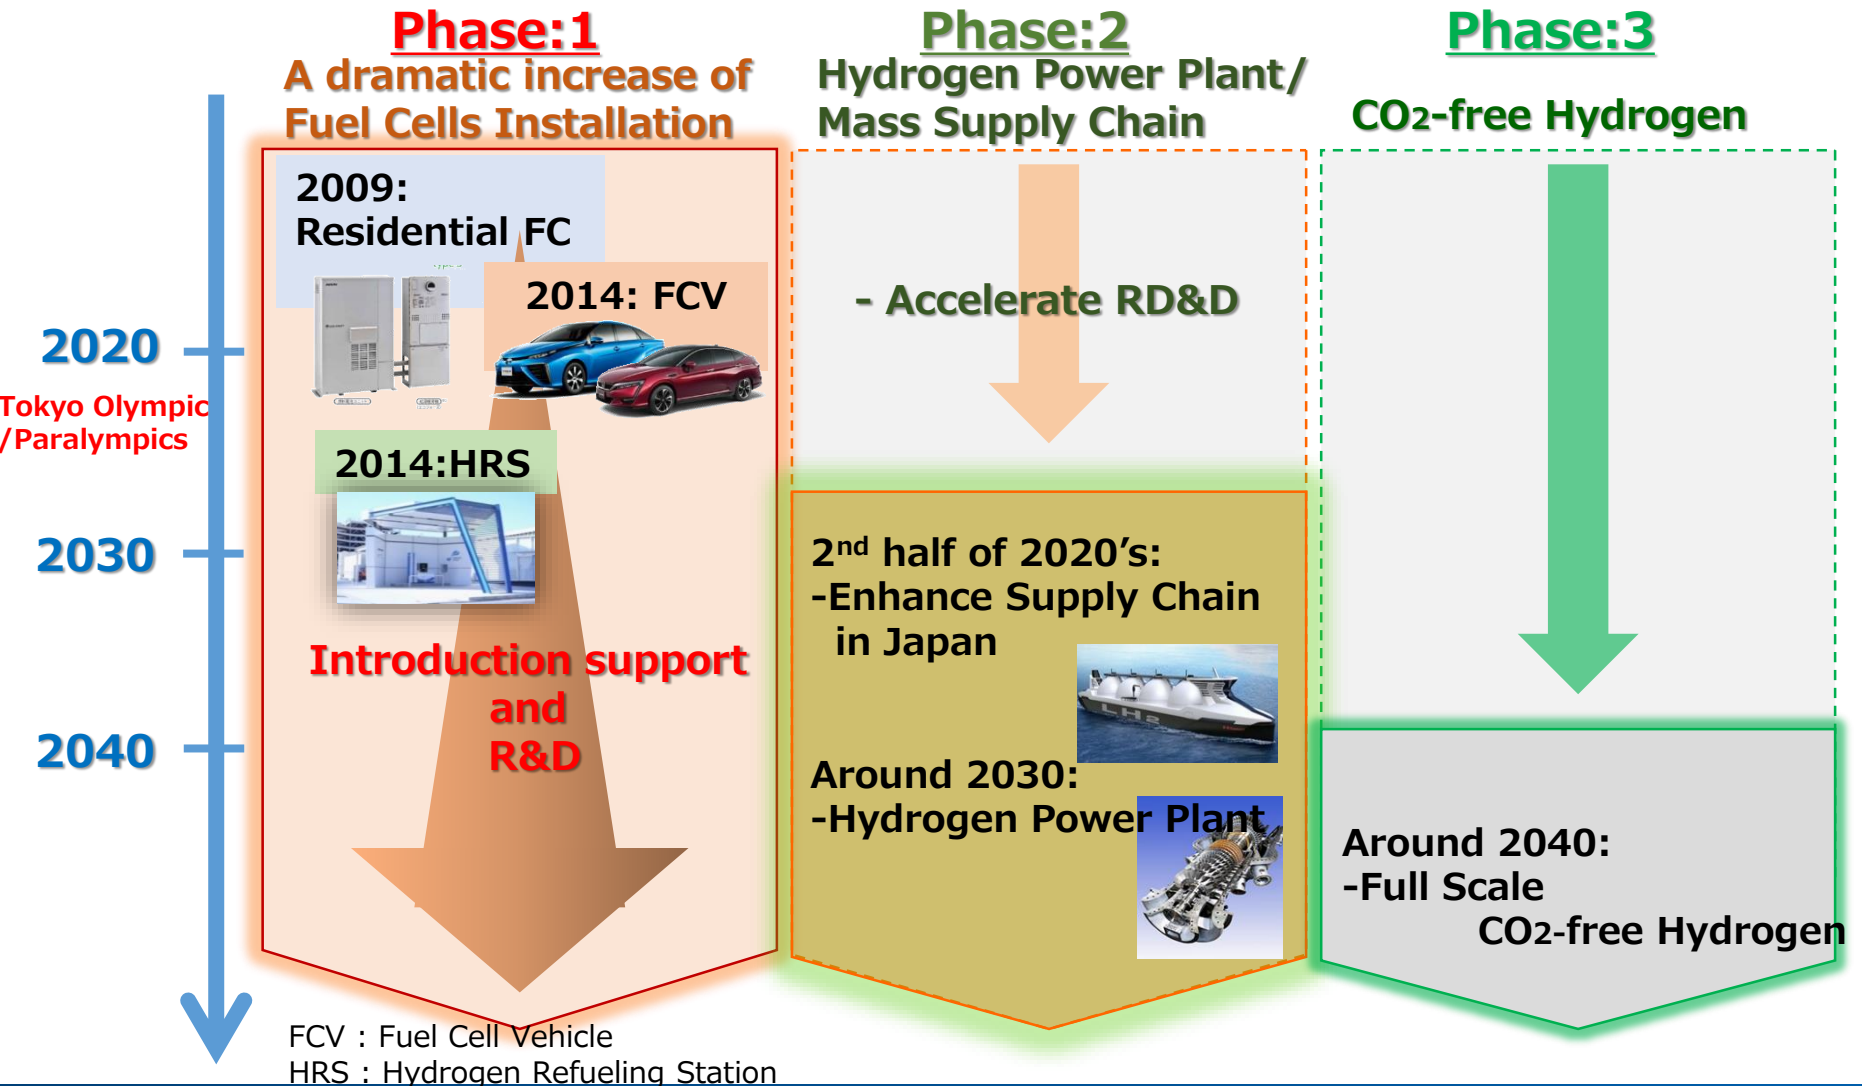 Phase:1
A dramatic increase of
Fuel Cells Installation
Phase:2
Hydrogen Power Plant/
Mass Supply Chain
Phase:3
CO2-free Hydrogen
2020
Tokyo Olympic
/Paralympics
2030
2040
2009:
Residential FC
2014: FCV
2014:HRS
Introduction support
and
R&D
- Accelerate RD&D
2nd half of 2020’s:
-Enhance Supply Chain
in Japan
LH2
Around 2030:
-Hydrogen Power Plant
Around 2040:
-Full Scale
CO2-free Hydrogen
FCV : Fuel Cell Vehicle
HRS : Hydrogen Refueling Station